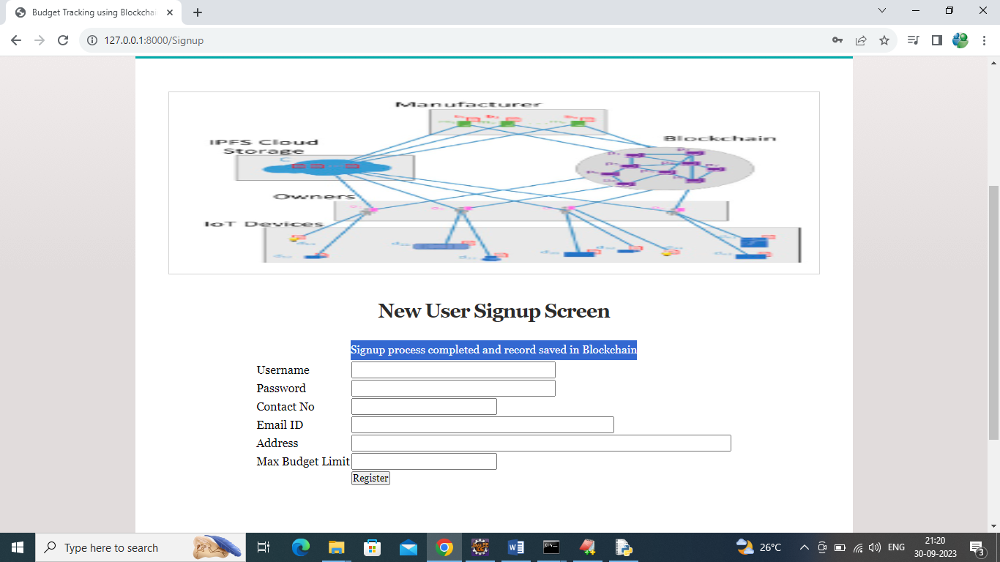 Budget Tracking using Blockchai
127.0.0.1:8000/Signup
Manufacturer
IPFS Cloud
Storage
Blockchain
Owners
IoT Devices
New User Signup Screen
Signup process completed and record saved in Blockchain
Username
Password
Contact No
Email ID
Address
Max Budget Limit
Register
Type here to search
26°C
ENG
21:20
30-09-2023
3